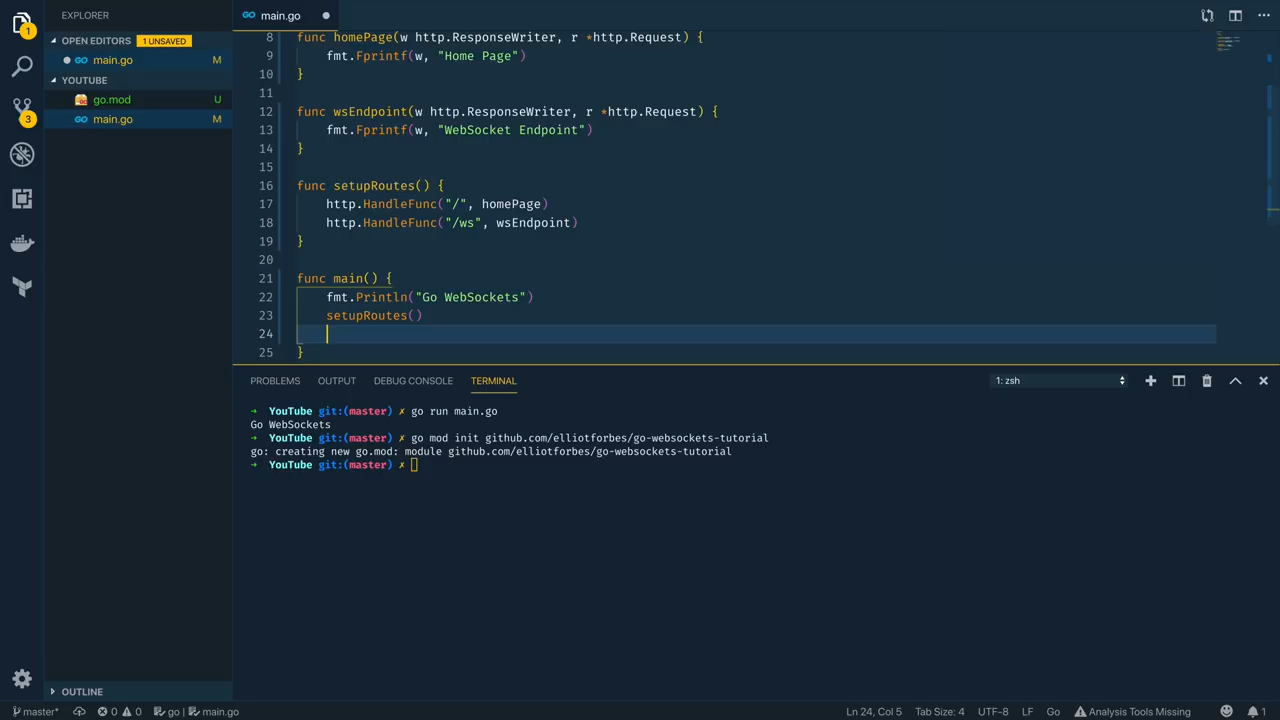 EXPLORER
OPEN EDITORS 1 UNSAVED
GO main.go M
YOUTUBE
go.mod U
GO main.go M
OUTLINE
1
3
GO main.go
8 func homePage(w http.ResponseWriter, r *http.Request) {
9 fmt.Fprintf(w, "Home Page")
10 }
11
12 func wsEndpoint(w http.ResponseWriter, r *http.Request) {
13 fmt.Fprintf(w, "WebSocket Endpoint")
14 }
15
16 func setupRoutes() {
17 http.HandleFunc("/", homePage)
18 http.HandleFunc("/ws", wsEndpoint)
19 }
20
21 func main() {
22 fmt.Println("Go WebSockets")
23 setupRoutes()
24
25 }
PROBLEMS OUTPUT DEBUG CONSOLE TERMINAL 1: zsh
→ YouTube git:(master) ✗ go run main.go
Go WebSockets
→ YouTube git:(master) ✗ go mod init github.com/elliotforbes/go-websockets-tutorial
go: creating new go.mod: module github.com/elliotforbes/go-websockets-tutorial
→ YouTube git:(master) ✗
master* 0 0 go | main.go Ln 24, Col 5 Tab Size: 4 UTF-8 LF Go Analysis Tools Missing 1